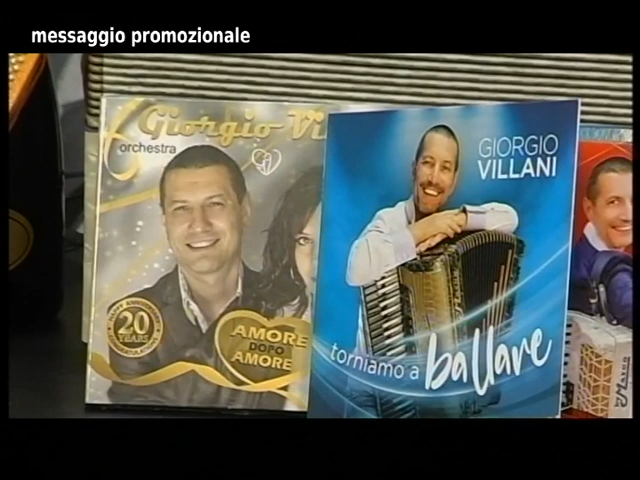 messaggio promozionale
Giorgio Vi
orchestra
20
YEARS
AMORE
DOPO
AMORE
GIORGIO
VILLANI
torniamo a ballare